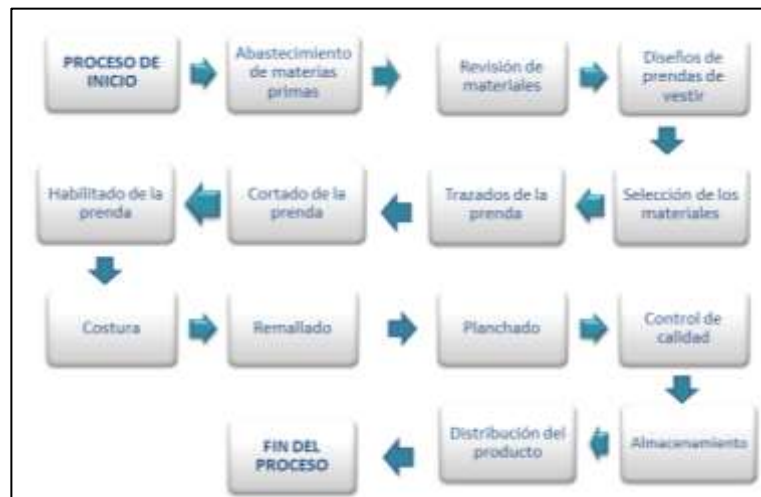 PROCESO DE
INICIO
Abastecimiento
de materias
primas
Revisión de
materiales
Diseños de
prendas de
vestir
Selección de los
materiales
Trazados de la
prenda
Cortado de la
prenda
Habilitado de la
prenda
Costura
Remallado
Planchado
Control de
calidad
Almacenamiento
Distribución del
producto
FIN DEL
PROCESO